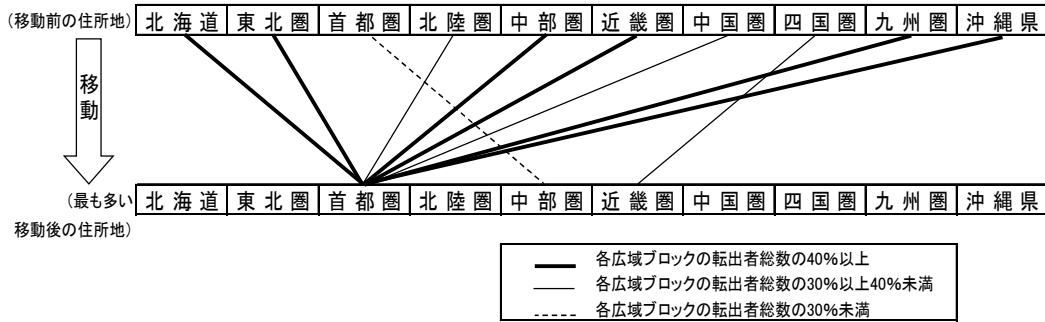 (移動前の住所地) 北海道 東北圏 首都圏 北陸圏 中部圏 近畿圏 中国圏 四国圏 九州圏 沖縄県
移動
(最も多い 北海道 東北圏 首都圏 北陸圏 中部圏 近畿圏 中国圏 四国圏 九州圏 沖縄県
移動後の住所地)
各広域ブロックの転出者総数の40%以上
各広域ブロックの転出者総数の30%以上40%未満
各広域ブロックの転出者総数の30%未満